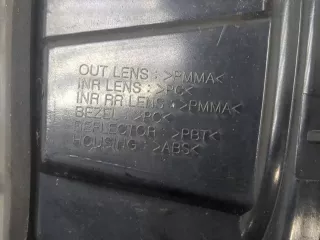 OUT LENS : >PMMA<
INR LENS : >PC<
INR RR LENS : >PMMA<
BEZEL : >PC<
REFLECTOR : >PBT<
HOUSING : >ABS<